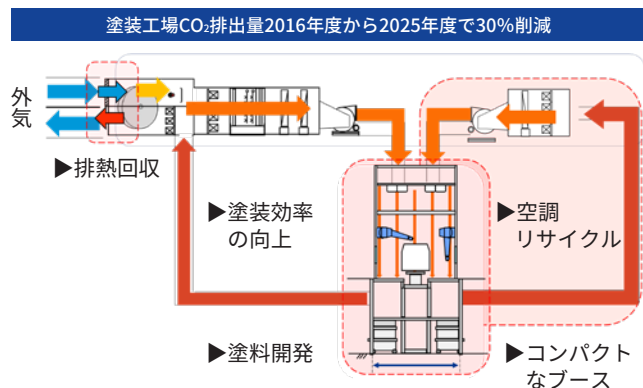 塗装工場CO₂排出量2016年度から2025年度で30%削減
外気
▶排熱回収
▶塗装効率
の向上
▶空調
リサイクル
▶塗料開発
▶コンパクト
なブース